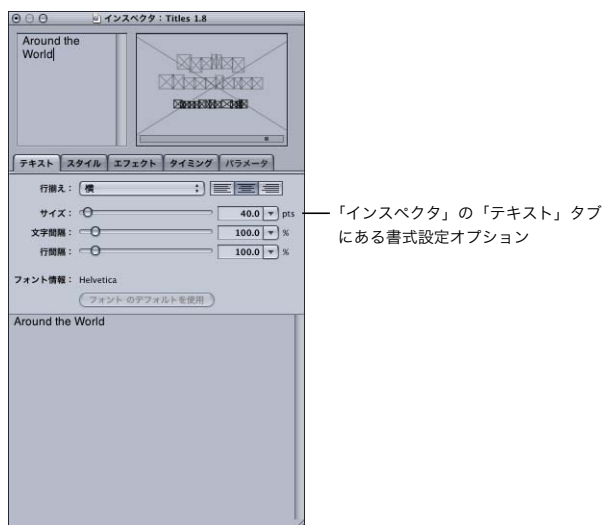 インスペクタ：Titles 1.8
Around the
World
テキスト スタイル エフェクト タイミング パラメータ
行揃え： 横
サイズ： 40.0 pts
文字間隔： 100.0 %
行間隔： 100.0 %
フォント情報： Helvetica
フォント のデフォルトを使用
Around the World
「インスペクタ」の「テキスト」タブ
にある書式設定オプション